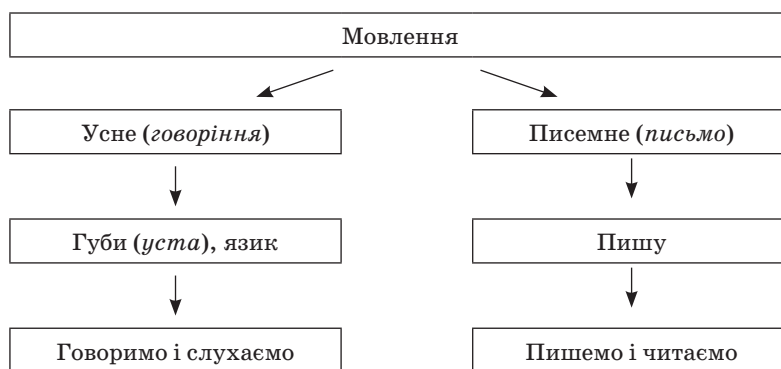 Мовлення
Усне (говоріння)
Писемне (письмо)
Губи (уста), язик
Пишу
Говоримо і слухаємо
Пишемо і читаємо